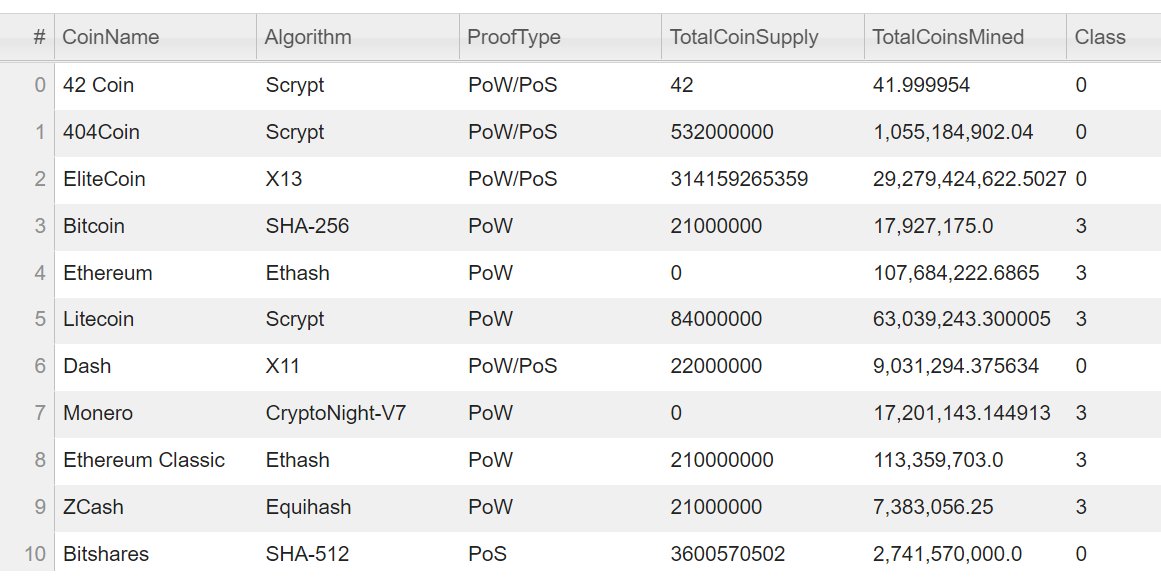 # CoinName Algorithm ProofType TotalCoinSupply TotalCoinsMined Class
0 42 Coin Scrypt PoW/PoS 42 41.999954 0
1 404Coin Scrypt PoW/PoS 532000000 1,055,184,902.04 0
2 EliteCoin X13 PoW/PoS 314159265359 29,279,424,622.5027 0
3 Bitcoin SHA-256 PoW 21000000 17,927,175.0 3
4 Ethereum Ethash PoW 0 107,684,222.6865 3
5 Litecoin Scrypt PoW 84000000 63,039,243.300005 3
6 Dash X11 PoW/PoS 22000000 9,031,294.375634 0
7 Monero CryptoNight-V7 PoW 0 17,201,143.144913 3
8 Ethereum Classic Ethash PoW 210000000 113,359,703.0 3
9 ZCash Equihash PoW 21000000 7,383,056.25 3
10 Bitshares SHA-512 PoS 3600570502 2,741,570,000.0 0